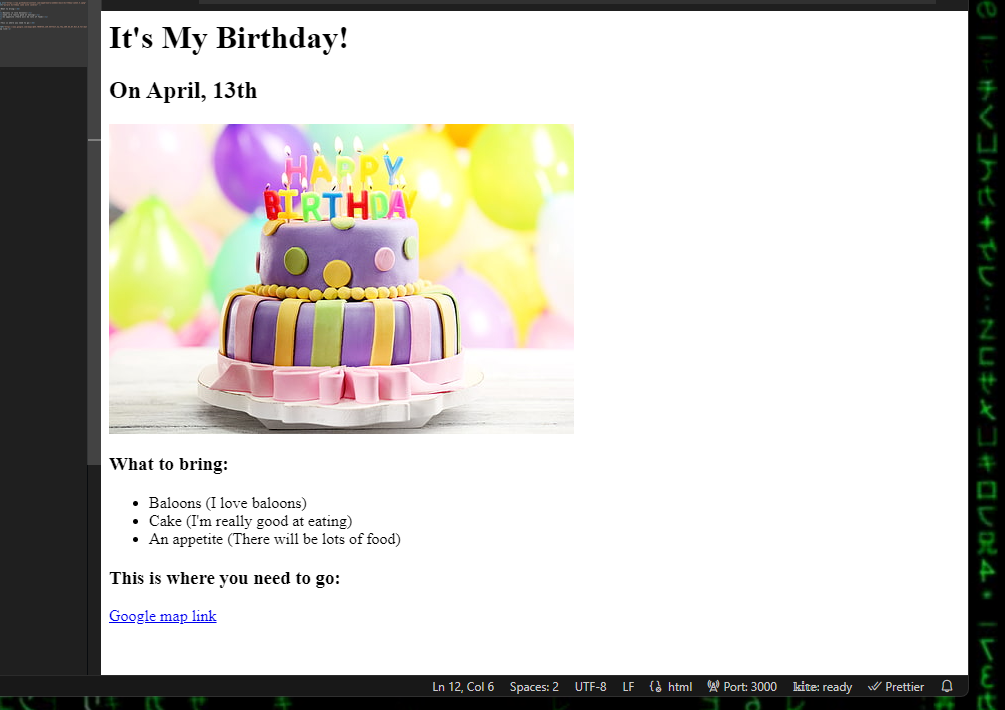 It's My Birthday!
On April, 13th
HAPPY
BIRTHDAY
What to bring:
Baloons (I love baloons)
Cake (I'm really good at eating)
An appetite (There will be lots of food)
This is where you need to go:
Google map link
Ln 12, Col 6 Spaces: 2 UTF-8 LF html Port: 3000 kite: ready Prettier